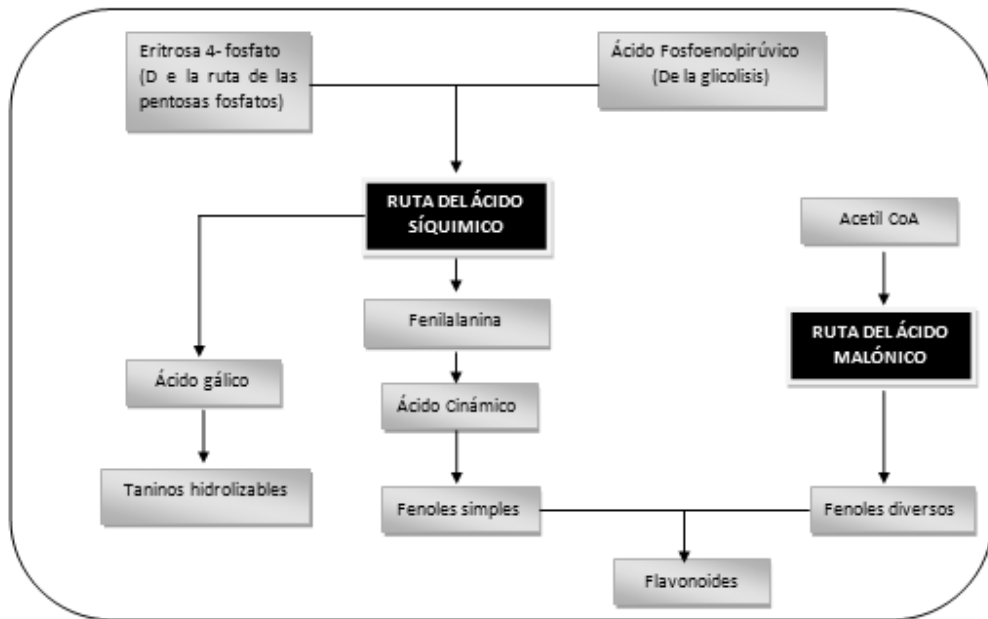 Eritrosa 4- fosfato
(D e la ruta de las
pentosas fosfatos)
Ácido Fosfoenolpirúvico
(De la glicolisis)
RUTA DEL ÁCIDO
SÍQUIMICO
Acetil CoA
Fenilalanina
RUTA DEL ÁCIDO
MALÓNICO
Ácido gálico
Ácido Cinámico
Taninos hidrolizables
Fenoles simples
Fenoles diversos
Flavonoides